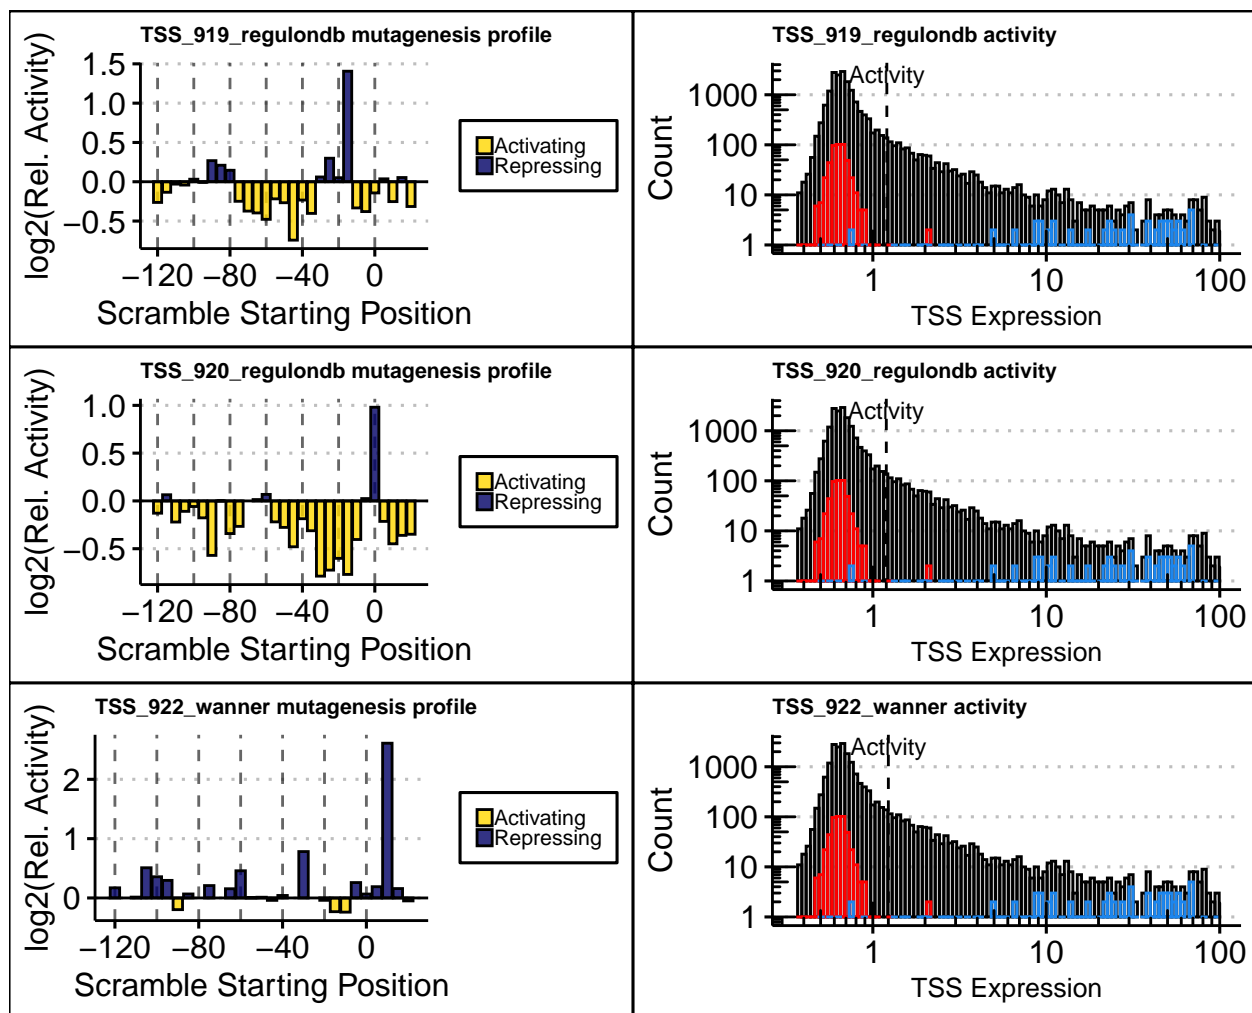 TSS_919_regulondb mutagenesis profile
log2(Rel. Activity)
1.5
1.0
0.5
0.0
−0.5
−120 −80 −40 0
Scramble Starting Position
Activating
Repressing
TSS_919_regulondb activity
Activity
Count
1000
100
10
1
1 10 100
TSS Expression
TSS_920_regulondb mutagenesis profile
log2(Rel. Activity)
1.0
0.5
0.0
−0.5
−120 −80 −40 0
Scramble Starting Position
Activating
Repressing
TSS_920_regulondb activity
Activity
Count
1000
100
10
1
1 10 100
TSS Expression
TSS_922_wanner mutagenesis profile
log2(Rel. Activity)
2
1
0
−120 −80 −40 0
Scramble Starting Position
Activating
Repressing
TSS_922_wanner activity
Activity
Count
1000
100
10
1
1 10 100
TSS Expression